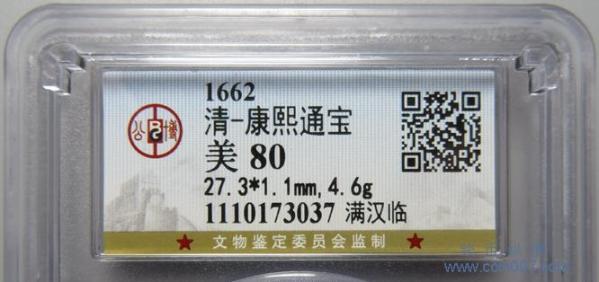 1662
清-康熙通宝
美 80
27.3*1.1mm,4.6g
1110173037 满汉临
★ 文物鉴定委员会监制 ★